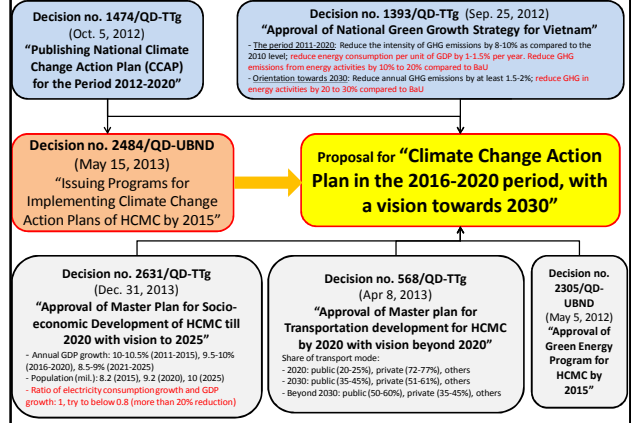 Decision no. 1474/QD-TTg
(Oct. 5, 2012)
“Publishing National Climate
Change Action Plan (CCAP)
for the Period 2012-2020”
Decision no. 1393/QD-TTg (Sep. 25, 2012)
“Approval of National Green Growth Strategy for Vietnam”
- The period 2011-2020: Reduce the intensity of GHG emissions by 8-10% as compared to the
2010 level; reduce energy consumption per unit of GDP by 1-1.5% per year. Reduce GHG
emissions from energy activities by 10% to 20% compared to BaU
- Orientation towards 2030: Reduce annual GHG emissions by at least 1.5-2%; reduce GHG in
energy activities by 20 to 30% compared to BaU
Decision no. 2484/QD-UBND
(May 15, 2013)
“Issuing Programs for
Implementing Climate Change
Action Plans of HCMC by 2015”
Proposal for “Climate Change Action
Plan in the 2016-2020 period, with
a vision towards 2030”
Decision no. 2631/QD-TTg
(Dec. 31, 2013)
“Approval of Master Plan for Socio-
economic Development of HCMC till
2020 with vision to 2025”
- Annual GDP growth: 10-10.5% (2011-2015), 9.5-10%
(2016-2020), 8.5-9% (2021-2025)
- Population (mil.): 8.2 (2015), 9.2 (2020), 10 (2025)
- Ratio of electricity consumption growth and GDP
growth: 1, try to below 0.8 (more than 20% reduction)
Decision no. 568/QD-TTg
(Apr 8, 2013)
“Approval of Master plan for
Transportation development for HCMC
by 2020 with vision beyond 2020”
Share of transport mode:
- 2020: public (20-25%), private (72-77%), others
- 2030: public (35-45%), private (51-61%), others
- Beyond 2030: public (50-60%), private (35-45%), others
Decision no.
2305/QD-
UBND
(May 5, 2012)
“Approval of
Green Energy
Program for
HCMC by
2015”